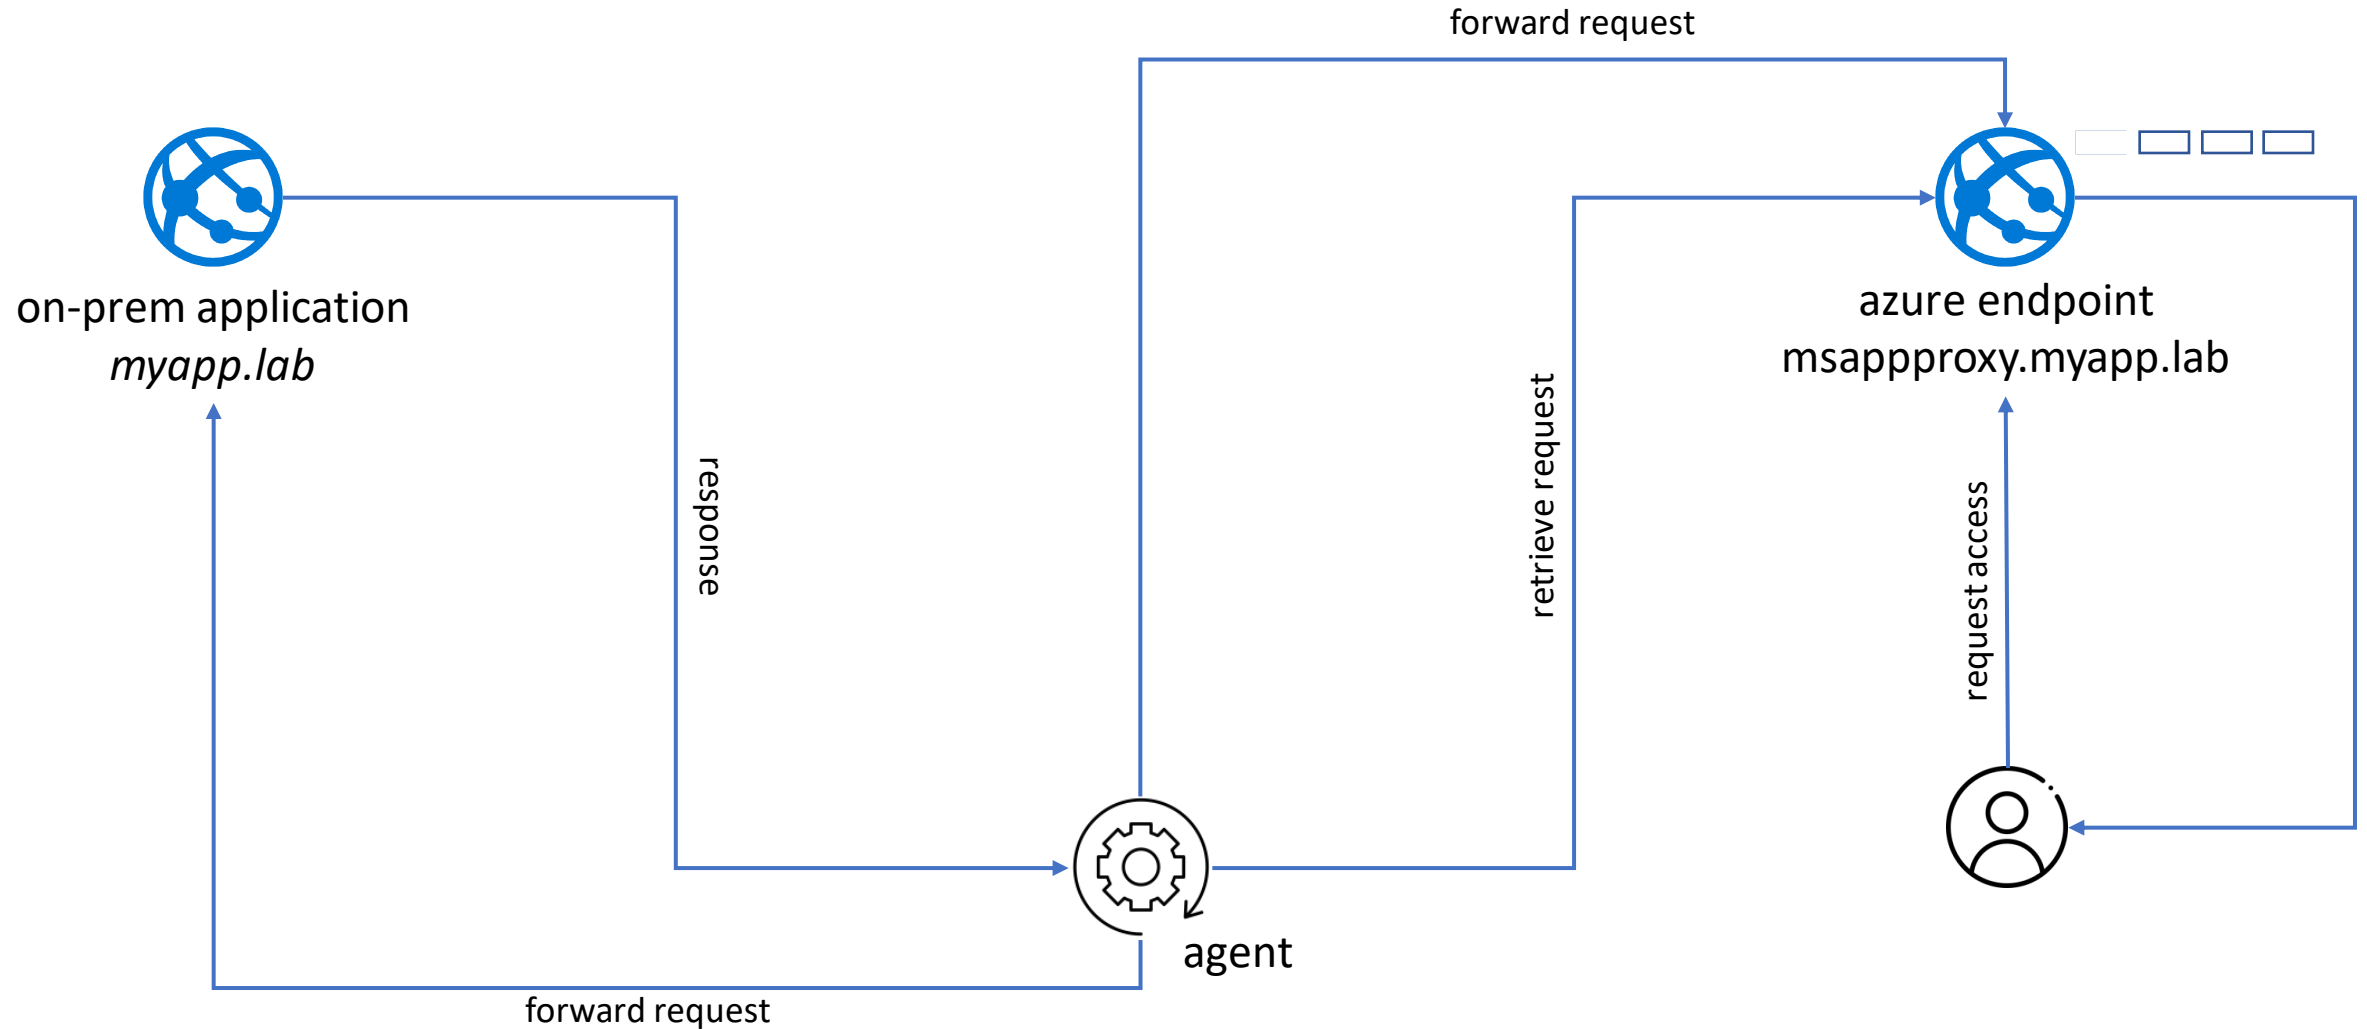 forward request
on-prem application
myapp.lab
azure endpoint
msappproxy.myapp.lab
response
retrieve request
request access
agent
forward request